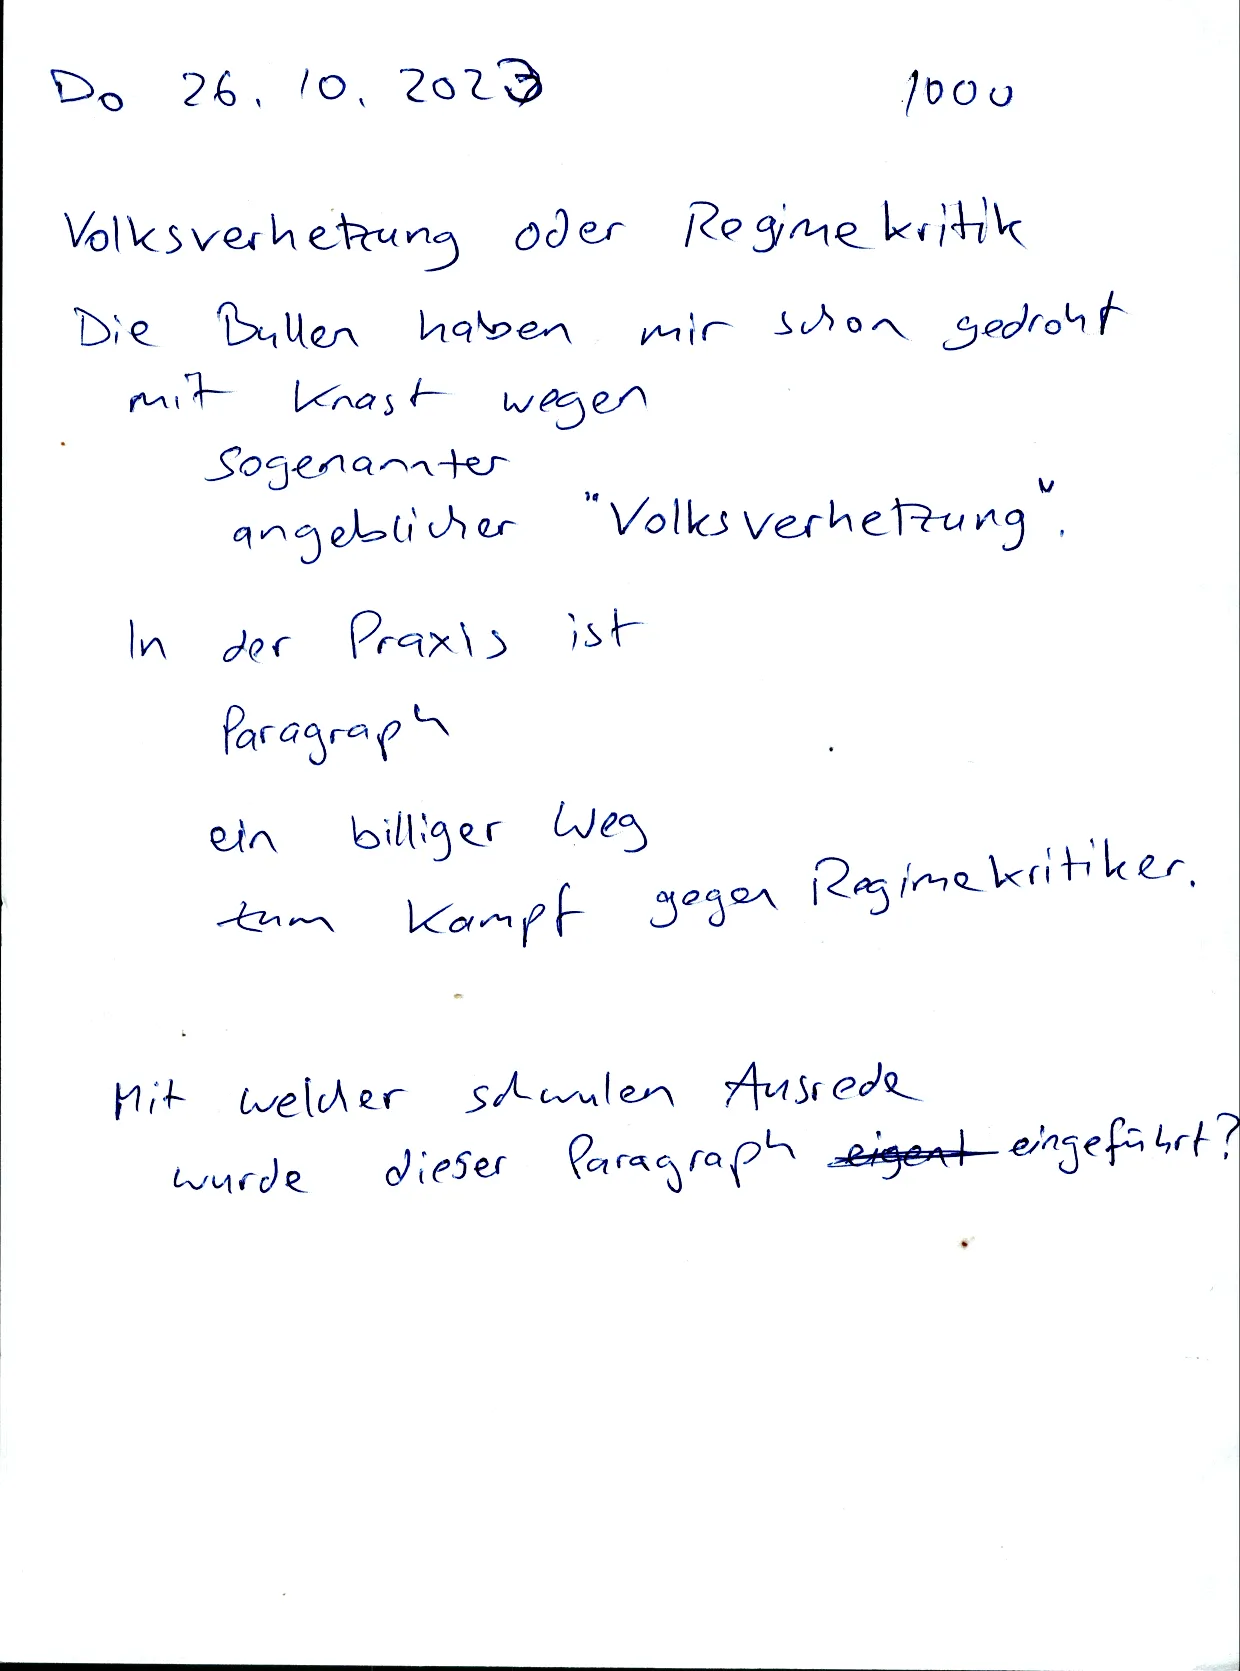 Do 26. 10. 2023 1000
Volksverhetzung oder Regimekritik
Die Bullen haben mir schon gedroht
mit Knast wegen
sogenannter
angeblicher "Volksverhetzung".
In der Praxis ist
Paragraph
ein billiger Weg
zum Kampf gegen Regimekritiker.
Mit welcher schwulen Ausrede
wurde dieser Paragraph eigent eingeführt?